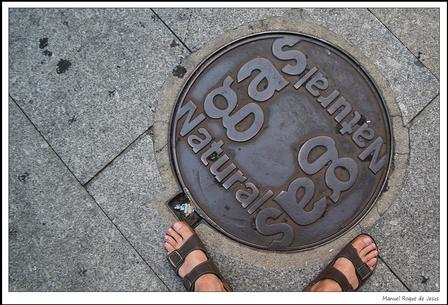 gas
Natural
gas
Natural
Manuel Roque de Jesus